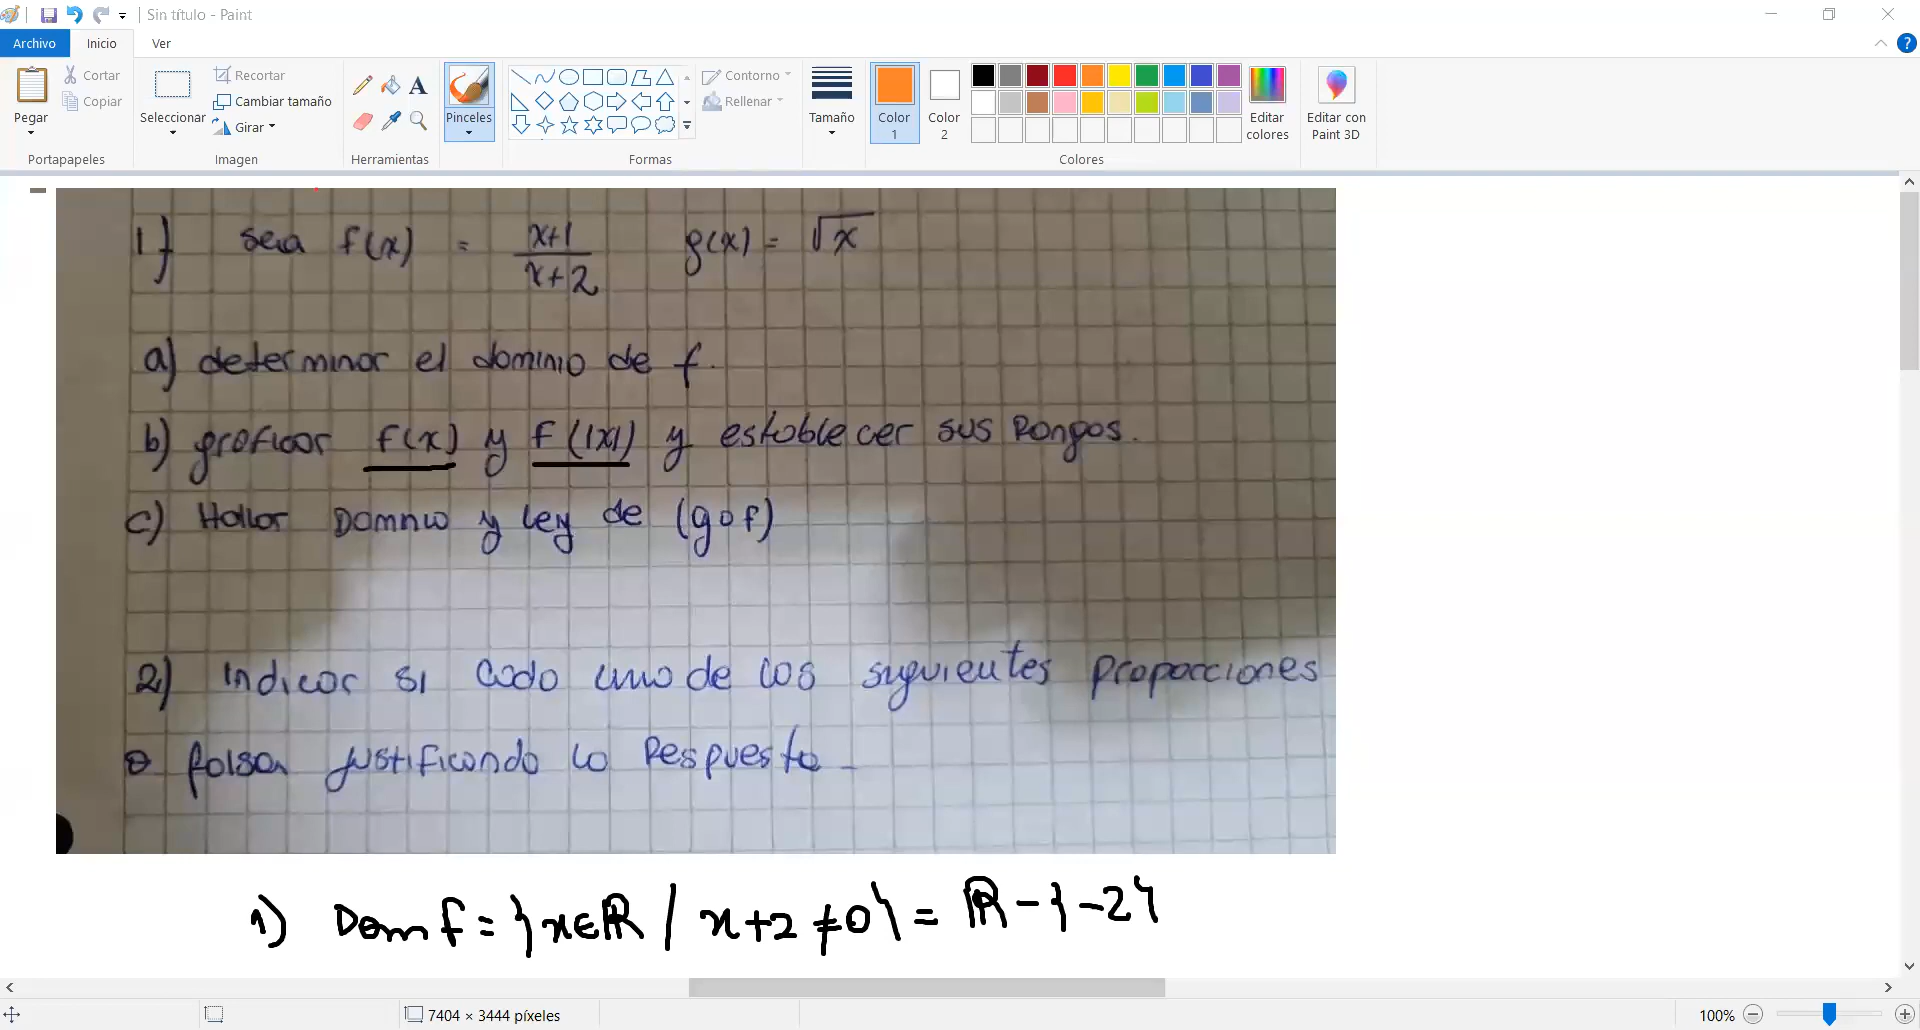 Sin título - Paint
Archivo Inicio Ver
Pegar
Cortar
Copiar
Portapapeles
Seleccionar
Recortar
Cambiar tamaño
Girar
Imagen
A
Herramientas
Pinceles
Contorno
Rellenar
Formas
Tamaño
Color 1
Color 2
Editar colores
Editar con Paint 3D
Colores
1) sea f(x) = x+1 / x+2 g(x) = √x
a) determinar el dominio de f.
b) graficar f(x) y f(|x|) y establecer sus Rangos.
c) Hallar Domnio y ley de (gof)
2) Indicar si cada uno de los siguientes proporciones
o falsa justificando la Respuesta
1) Dom f = {x∈ℝ / x+2 ≠0} = ℝ - {-2}
7404 × 3444 píxeles
100%